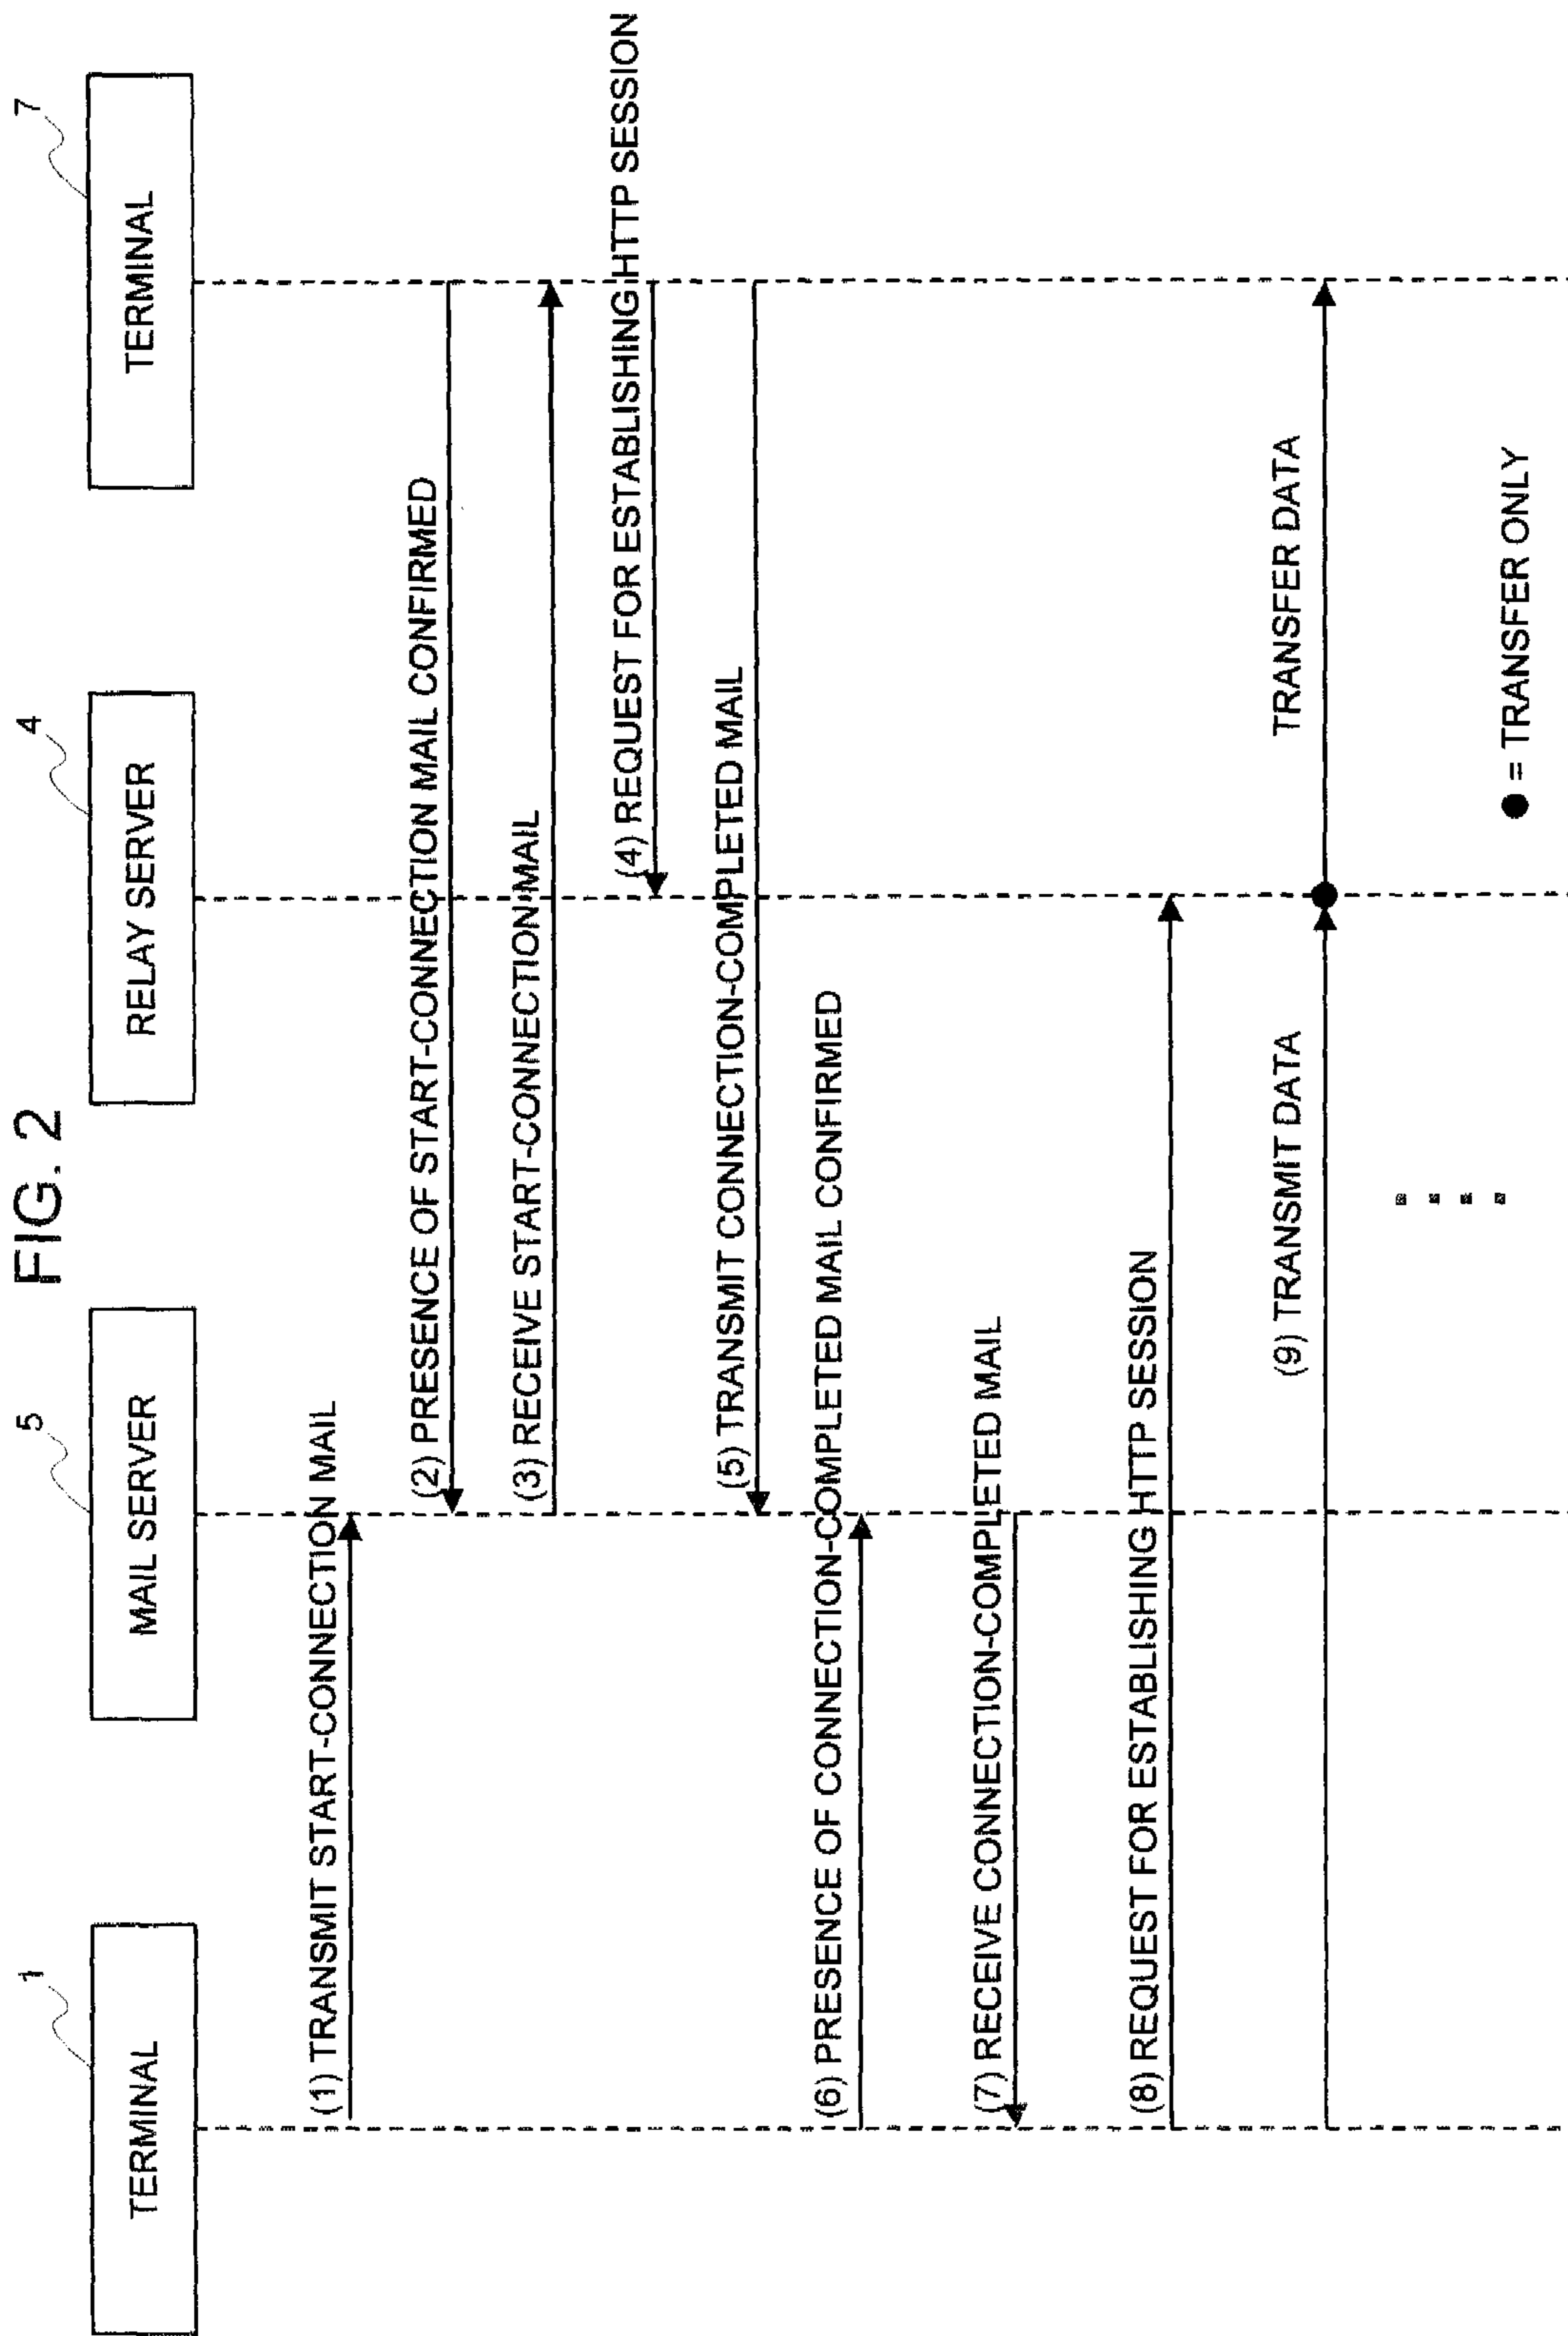 FIG. 2
1
5
4
7
TERMINAL
MAIL SERVER
RELAY SERVER
TERMINAL
(1) TRANSMIT START-CONNECTION MAIL
(2) PRESENCE OF START-CONNECTION MAIL CONFIRMED
(3) RECEIVE START-CONNECTION MAIL
(4) REQUEST FOR ESTABLISHING HTTP SESSION
(5) TRANSMIT CONNECTION-COMPLETED MAIL
(6) PRESENCE OF CONNECTION-COMPLETED MAIL CONFIRMED
(7) RECEIVE CONNECTION-COMPLETED MAIL
(8) REQUEST FOR ESTABLISHING HTTP SESSION
(9) TRANSMIT DATA
TRANSFER DATA
● = TRANSFER ONLY